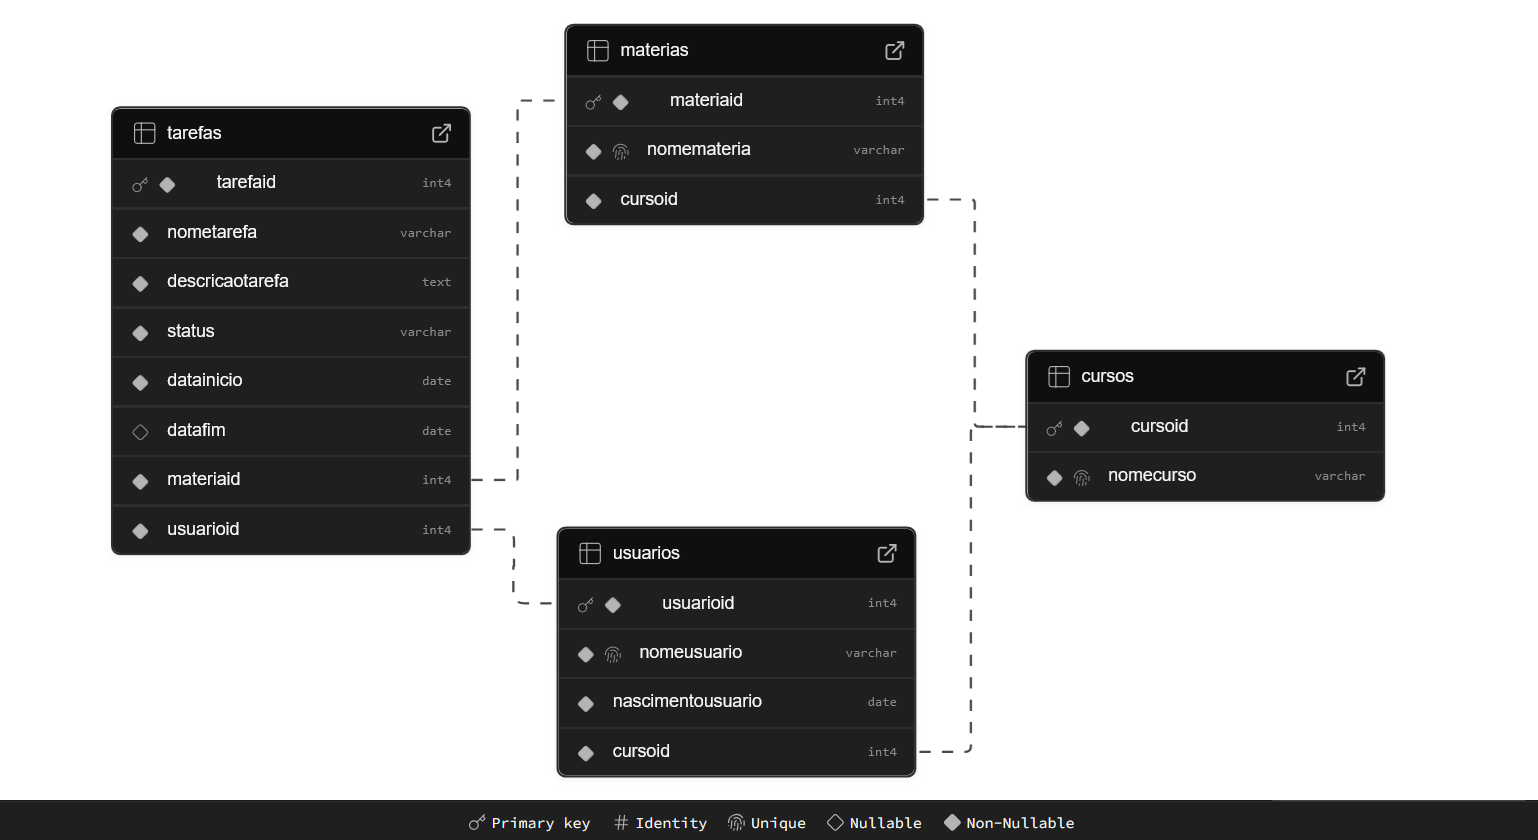 materias
materiaid int4
nomemateria varchar
cursoid int4
tarefas
tarefaid int4
nometarefa varchar
descricaotarefa text
status varchar
datainicio date
datafim date
materiaid int4
usuarioid int4
cursos
cursoid int4
nomecurso varchar
usuarios
usuarioid int4
nomeusuario varchar
nascimentousuario date
cursoid int4
Primary key # Identity Unique Nullable Non-Nullable